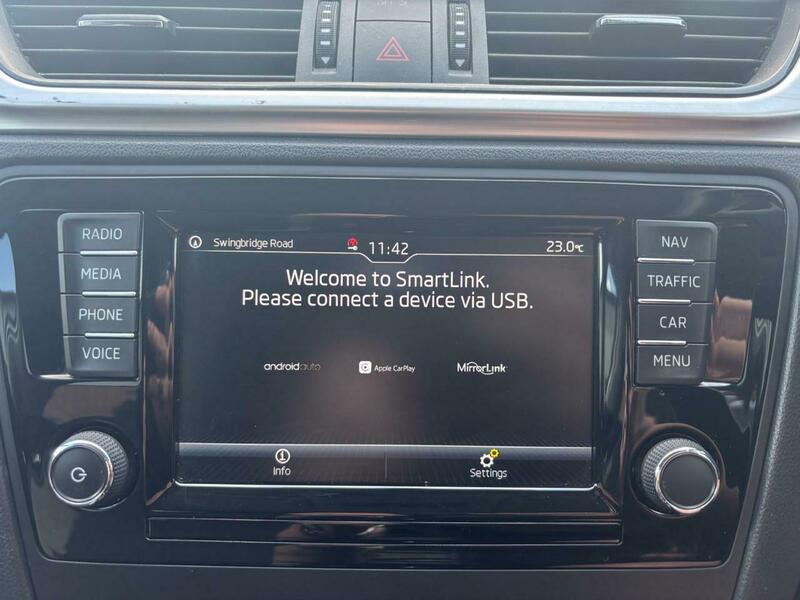 RADIO
MEDIA
PHONE
VOICE
Swingbridge Road
11:42
23.0°C
Welcome to SmartLink.
Please connect a device via USB.
androidauto
Apple CarPlay
MirrorLink
Info
Settings
NAV
TRAFFIC
CAR
MENU